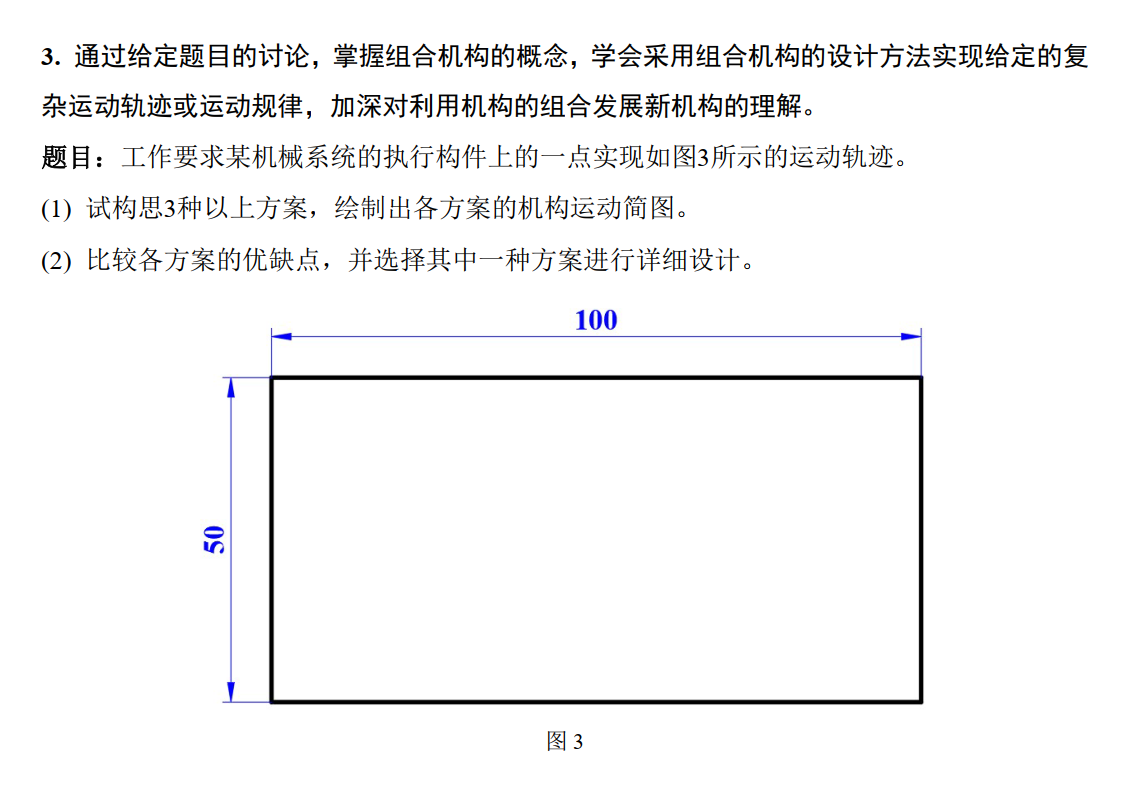 3. 通过给定题目的讨论，掌握组合机构的概念，学会采用组合机构的设计方法实现给定的复
杂运动轨迹或运动规律，加深对利用机构的组合发展新机构的理解。
题目：工作要求某机械系统的执行构件上的一点实现如图3所示的运动轨迹。
(1) 试构思3种以上方案，绘制出各方案的机构运动简图。
(2) 比较各方案的优缺点，并选择其中一种方案进行详细设计。
100
50
图 3